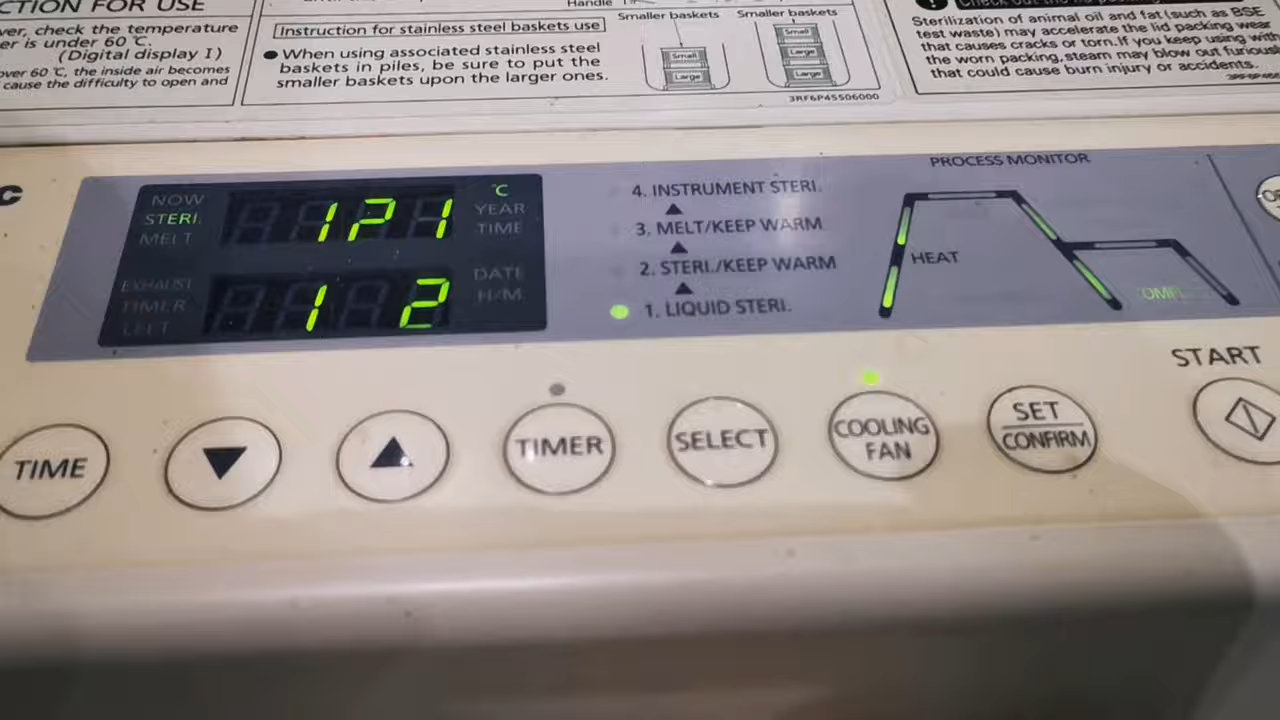 CTION FOR USE
ver, check the temperature
er is under 60 ℃.
(Digital display I)
over 60 ℃, the inside air becomes
cause the difficulty to open and
Handle
Instruction for stainless steel baskets use
● When using associated stainless steel
baskets in piles, be sure to put the
smaller baskets upon the larger ones.
Smaller baskets
Smaller baskets
Small
Large
Small
Large
Large
3RF6P45506000
Sterilization of animal oil and fat (such as BSE
test waste) may accelerate the lid packing wear
that causes cracks or torn. If you keep using with
the worn packing, steam may blow out furious
that could cause burn injury or accidents.
C
NOW
STERI.
MELT
121
℃
YEAR
TIME
EXHAUST
TIMER
LEFT
1 2
DATE
H/M.
4. INSTRUMENT STERI.
▲
3. MELT/KEEP WARM
▲
2. STERI./KEEP WARM
▲
1. LIQUID STERI.
PROCESS MONITOR
HEAT
COMPL.
START
TIME
▼
▲
TIMER
SELECT
COOLING
FAN
SET
CONFIRM